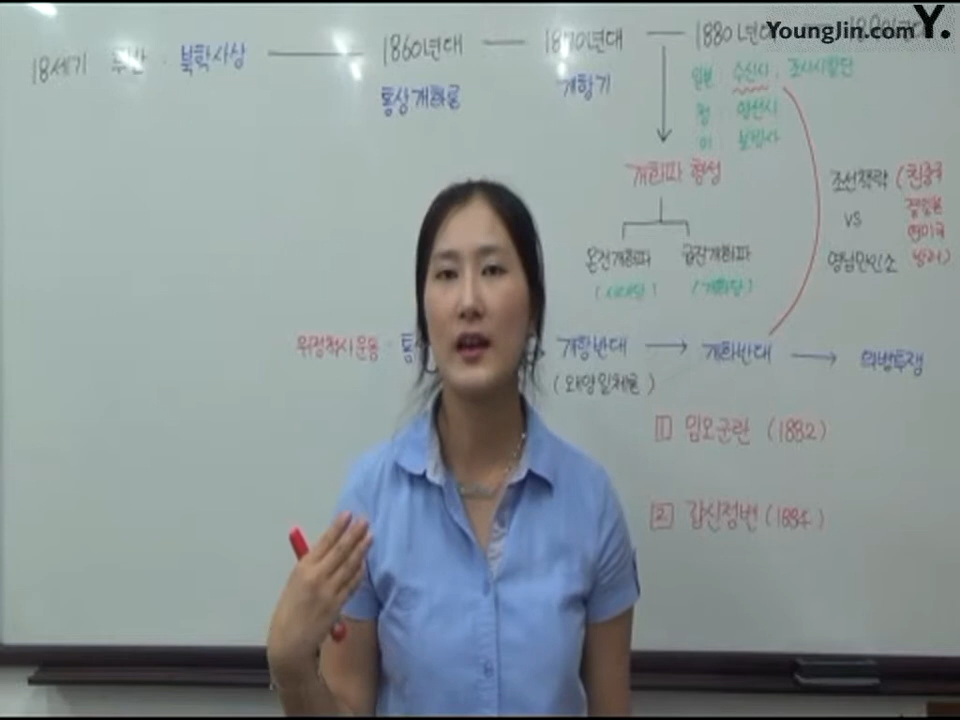 YoungJin.com Y.
18세기 북학사상 1860년대 1870년대 1880년대
통상개화론 개항기
일본 : 수신사, 조사시찰단
청 : 영선사
미 : 보빙사
개화파 형성
온건개화파 급진개화파
(사대당) (개화당)
조선책략 (친중국
vs 결일본
영남만인소 연미국
위정척사운동 통 개항반대 → 개화반대 → 의병투쟁
(왜양일체론)
1 임오군란 (1882)
2 갑신정변 (1884)